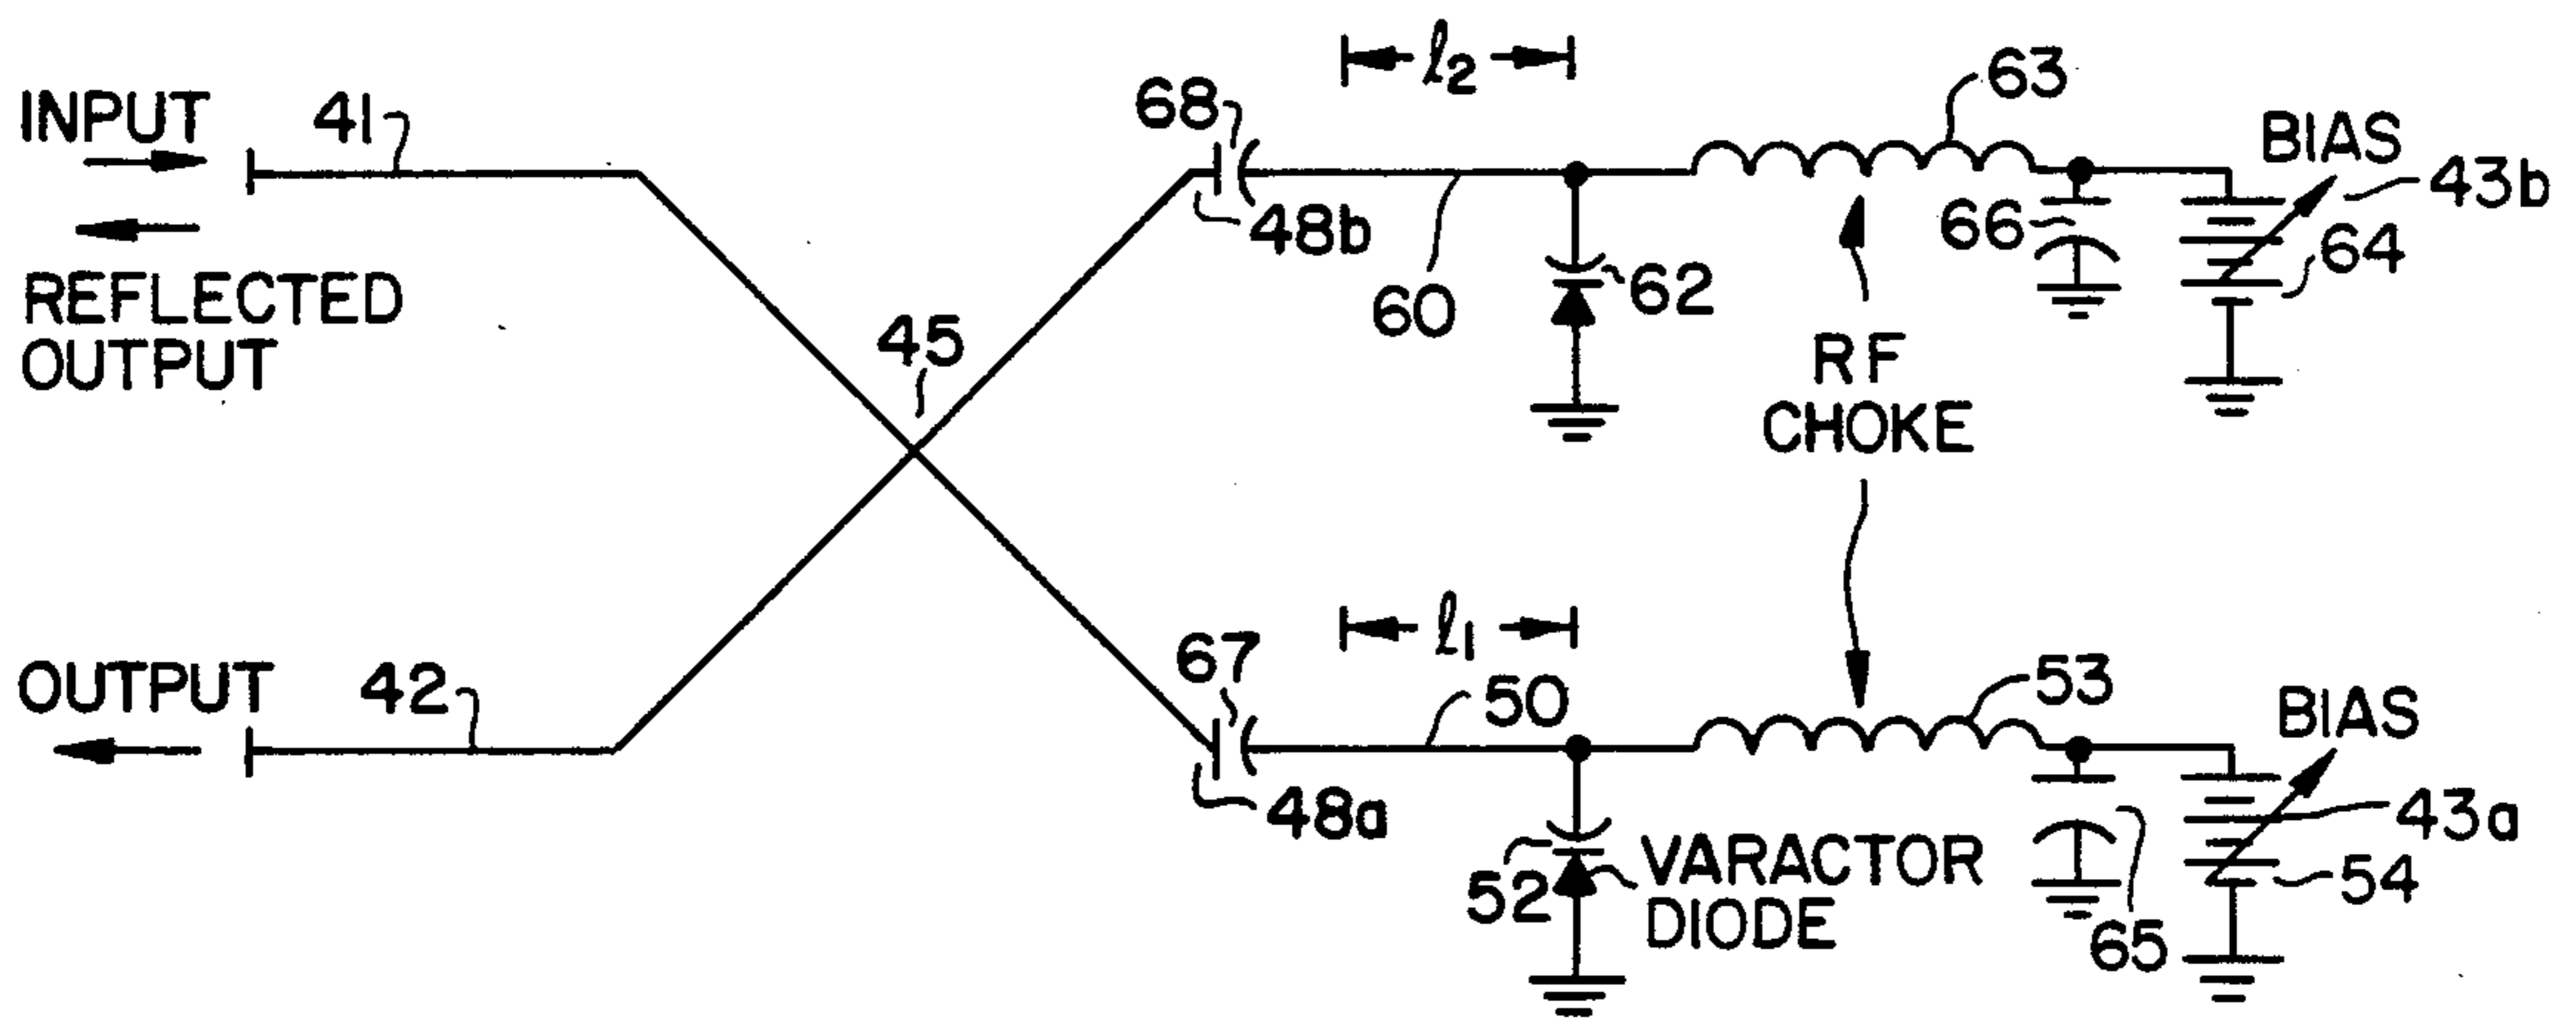 INPUT
41
REFLECTED
OUTPUT
45
68
48b
l2
60
62
63
RF
CHOKE
66
BIAS
43b
64
OUTPUT
42
67
48a
l1
50
52
VARACTOR
DIODE
53
65
BIAS
43a
54